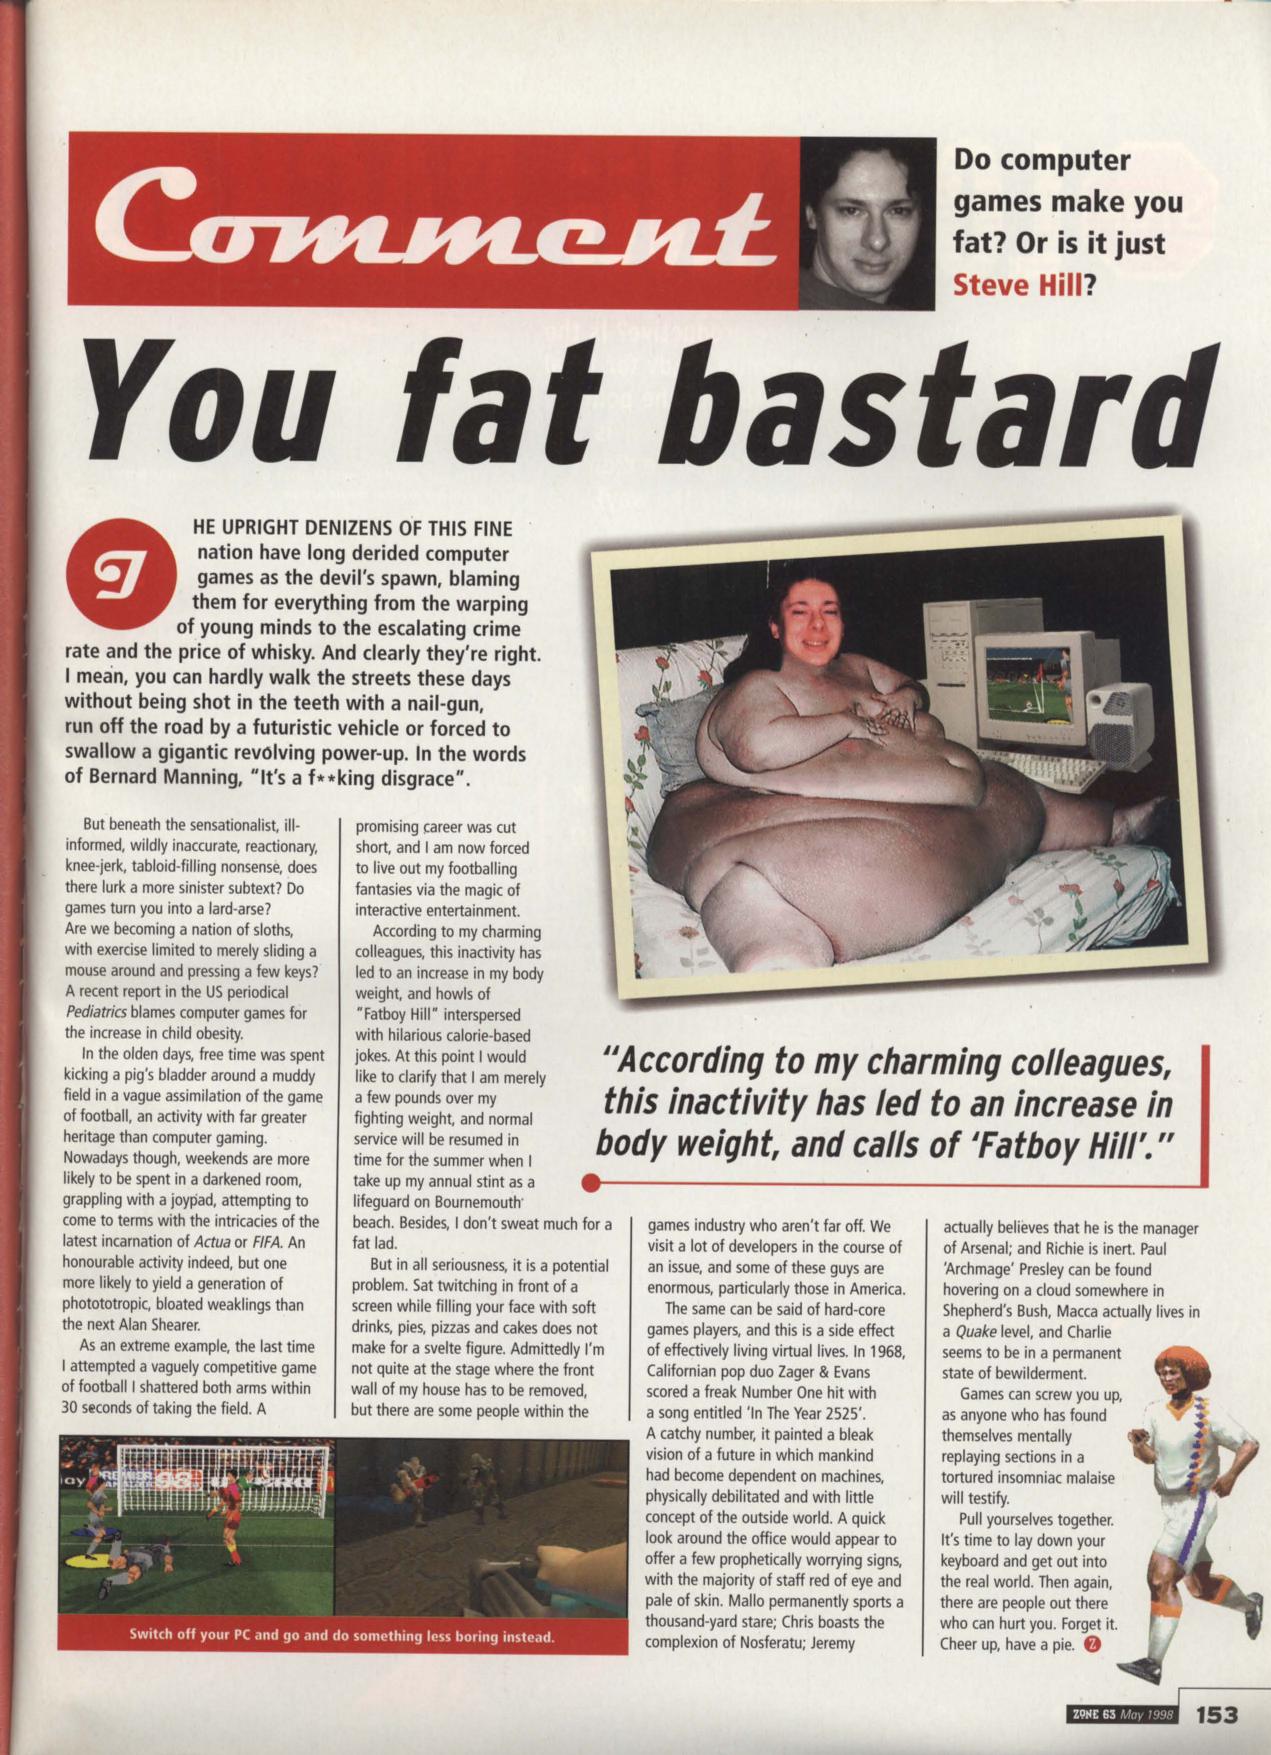 Comment
Do computer
games make you
fat? Or is it just
Steve Hill?
You fat bastard
THE UPRIGHT DENIZENS OF THIS FINE
nation have long derided computer
games as the devil's spawn, blaming
them for everything from the warping
of young minds to the escalating crime
rate and the price of whisky. And clearly they're right.
I mean, you can hardly walk the streets these days
without being shot in the teeth with a nail-gun,
run off the road by a futuristic vehicle or forced to
swallow a gigantic revolving power-up. In the words
of Bernard Manning, "It's a f**king disgrace".
But beneath the sensationalist, ill-
informed, wildly inaccurate, reactionary,
knee-jerk, tabloid-filling nonsense, does
there lurk a more sinister subtext? Do
games turn you into a lard-arse?
Are we becoming a nation of sloths,
with exercise limited to merely sliding a
mouse around and pressing a few keys?
A recent report in the US periodical
Pediatrics blames computer games for
the increase in child obesity.
In the olden days, free time was spent
kicking a pig's bladder around a muddy
field in a vague assimilation of the game
of football, an activity with far greater
heritage than computer gaming.
Nowadays though, weekends are more
likely to be spent in a darkened room,
grappling with a joypad, attempting to
come to terms with the intricacies of the
latest incarnation of Actua or FIFA. An
honourable activity indeed, but one
more likely to yield a generation of
photototropic, bloated weaklings than
the next Alan Shearer.
As an extreme example, the last time
I attempted a vaguely competitive game
of football I shattered both arms within
30 seconds of taking the field. A
promising career was cut
short, and I am now forced
to live out my footballing
fantasies via the magic of
interactive entertainment.
According to my charming
colleagues, this inactivity has
led to an increase in my body
weight, and howls of
"Fatboy Hill" interspersed
with hilarious calorie-based
jokes. At this point I would
like to clarify that I am merely
a few pounds over my
fighting weight, and normal
service will be resumed in
time for the summer when I
take up my annual stint as a
lifeguard on Bournemouth
beach. Besides, I don't sweat much for a
fat lad.
But in all seriousness, it is a potential
problem. Sat twitching in front of a
screen while filling your face with soft
drinks, pies, pizzas and cakes does not
make for a svelte figure. Admittedly I'm
not quite at the stage where the front
wall of my house has to be removed,
but there are some people within the
"According to my charming colleagues,
this inactivity has led to an increase in
body weight, and calls of 'Fatboy Hill'."
games industry who aren't far off. We
visit a lot of developers in the course of
an issue, and some of these guys are
enormous, particularly those in America.
The same can be said of hard-core
games players, and this is a side effect
of effectively living virtual lives. In 1968,
Californian pop duo Zager & Evans
scored a freak Number One hit with
a song entitled 'In The Year 2525'.
A catchy number, it painted a bleak
vision of a future in which mankind
had become dependent on machines,
physically debilitated and with little
concept of the outside world. A quick
look around the office would appear to
offer a few prophetically worrying signs,
with the majority of staff red of eye and
pale of skin. Mallo permanently sports a
thousand-yard stare; Chris boasts the
complexion of Nosferatu; Jeremy
actually believes that he is the manager
of Arsenal; and Richie is inert. Paul
'Archmage' Presley can be found
hovering on a cloud somewhere in
Shepherd's Bush, Macca actually lives in
a Quake level, and Charlie
seems to be in a permanent
state of bewilderment.
Games can screw you up,
as anyone who has found
themselves mentally
replaying sections in a
tortured insomniac malaise
will testify.
Pull yourselves together.
It's time to lay down your
keyboard and get out into
the real world. Then again,
there are people out there
who can hurt you. Forget it.
Cheer up, have a pie. Z
Switch off your PC and go and do something less boring instead.
ZONE 63 May 1998 153